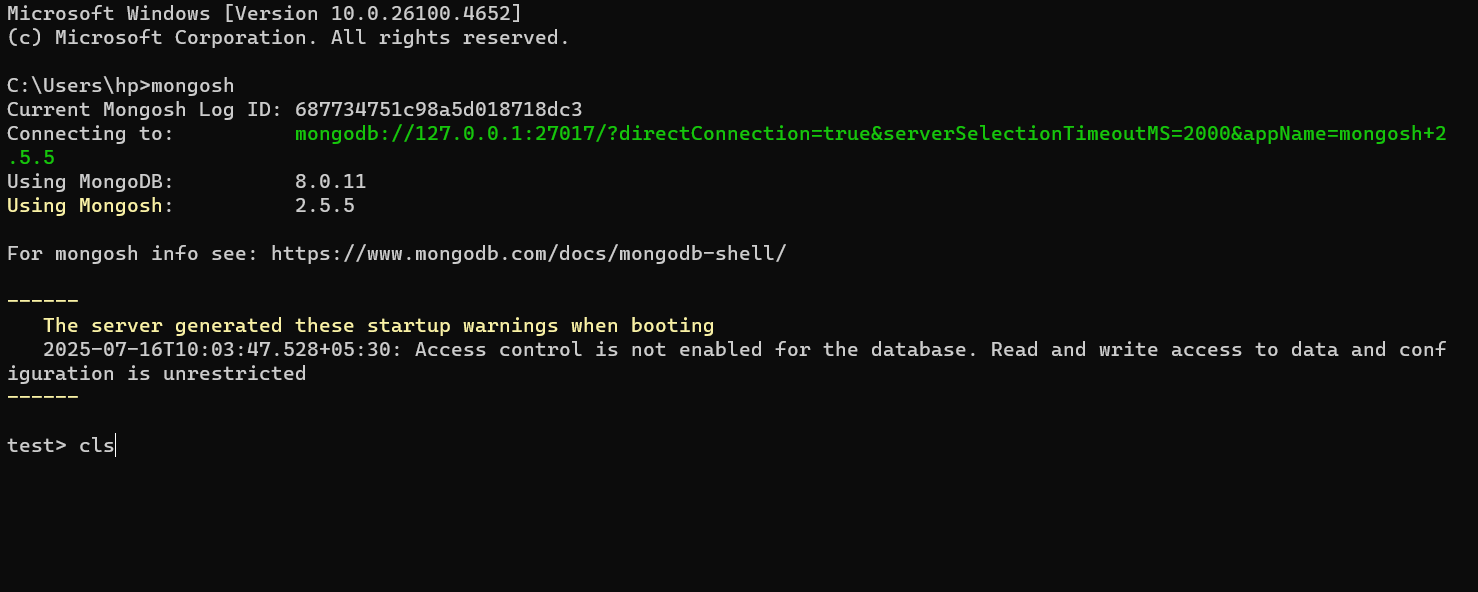 Microsoft Windows [Version 10.0.26100.4652]
(c) Microsoft Corporation. All rights reserved.
C:\Users\hp>mongosh
Current Mongosh Log ID: 687734751c98a5d018718dc3
Connecting to:          mongodb://127.0.0.1:27017/?directConnection=true&serverSelectionTimeoutMS=2000&appName=mongosh+2
.5.5
Using MongoDB:          8.0.11
Using Mongosh:          2.5.5
For mongosh info see: https://www.mongodb.com/docs/mongodb-shell/
------
   The server generated these startup warnings when booting
   2025-07-16T10:03:47.528+05:30: Access control is not enabled for the database. Read and write access to data and conf
iguration is unrestricted
------
test> cls